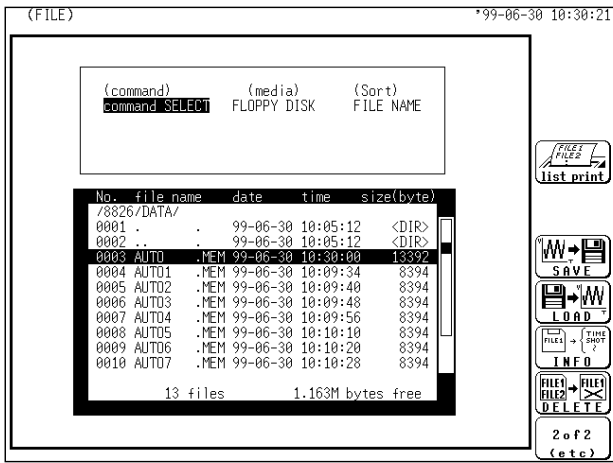 (FILE) '99-06-30 10:30:21
(command) (media) (Sort)
command SELECT FLOPPY DISK FILE NAME
No. file name date time size(byte)
/8826/DATA/
0001 . . 99-06-30 10:05:12 <DIR>
0002 .. . 99-06-30 10:05:12 <DIR>
0003 AUTO .MEM 99-06-30 10:30:00 13392
0004 AUTO1 .MEM 99-06-30 10:09:34 8394
0005 AUTO2 .MEM 99-06-30 10:09:40 8394
0006 AUTO3 .MEM 99-06-30 10:09:48 8394
0007 AUTO4 .MEM 99-06-30 10:09:56 8394
0008 AUTO5 .MEM 99-06-30 10:10:10 8394
0009 AUTO6 .MEM 99-06-30 10:10:20 8394
0010 AUTO7 .MEM 99-06-30 10:10:28 8394
13 files 1.163M bytes free
FILE1
FILE2
list print
SAVE
LOAD
FILE1 TIME
SHOT
INFO
FILE1 FILE1
FILE2
DELETE
2of2
(etc)